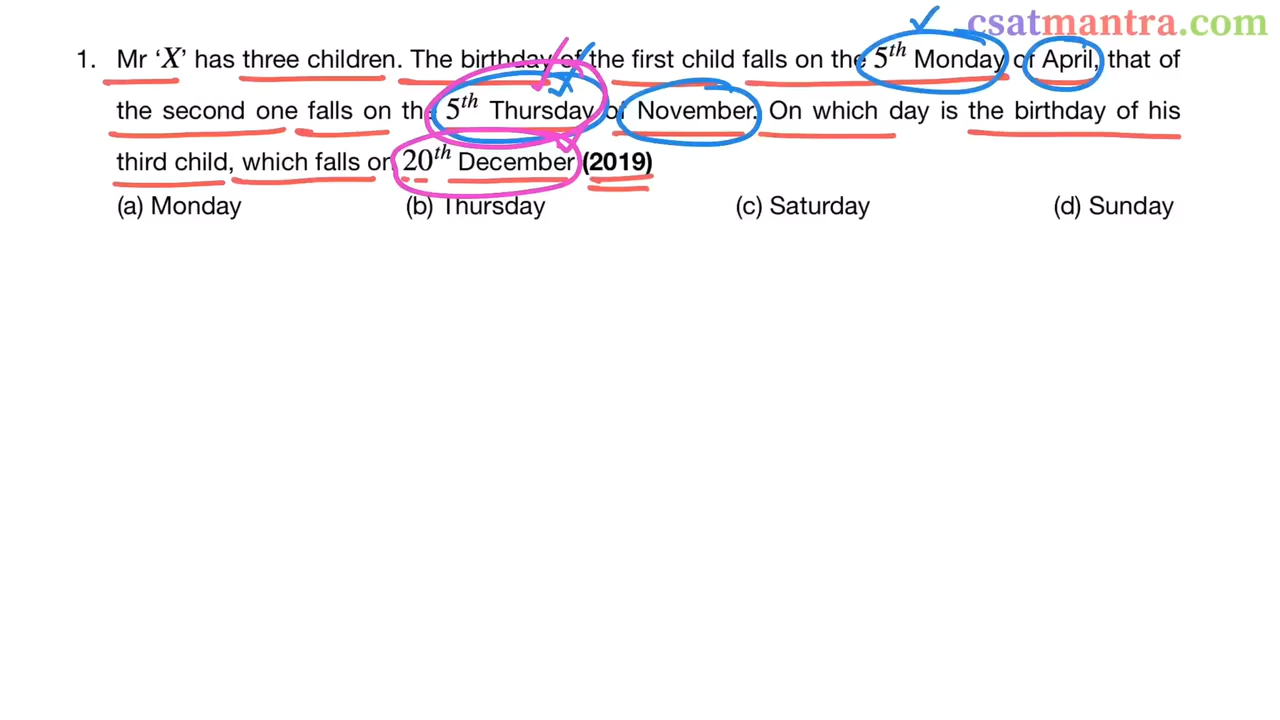 csatmantra.com
1. Mr ‘X’ has three children. The birthday of the first child falls on the 5th Monday of April, that of
the second one falls on the 5th Thursday of November. On which day is the birthday of his
third child, which falls on 20th December (2019)
(a) Monday (b) Thursday (c) Saturday (d) Sunday